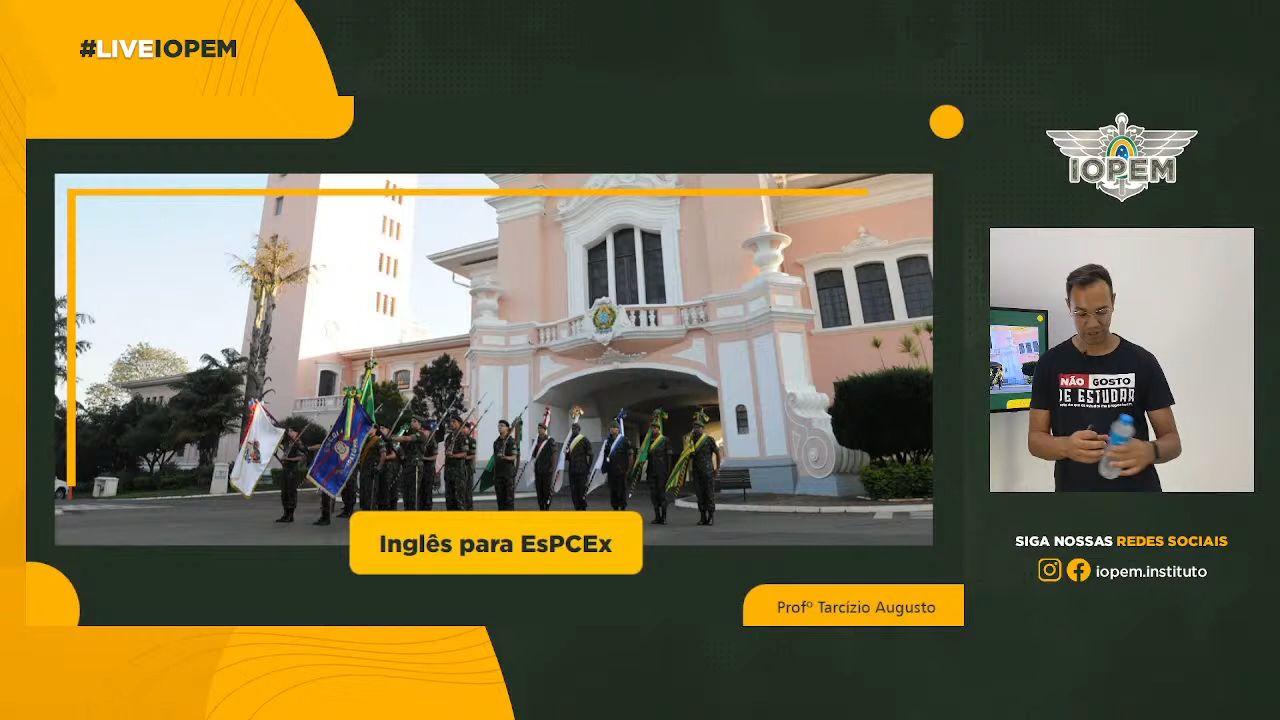 #LIVEIOPEM
IOPEM
NÃO GOSTO
DE ESTUDAR
Inglês para EsPCEx
SIGA NOSSAS REDES SOCIAIS
iopem.instituto
Profº Tarcízio Augusto